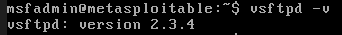 msfadmin@metasploitable:~$ vsftpd -v
vsftpd: version 2.3.4